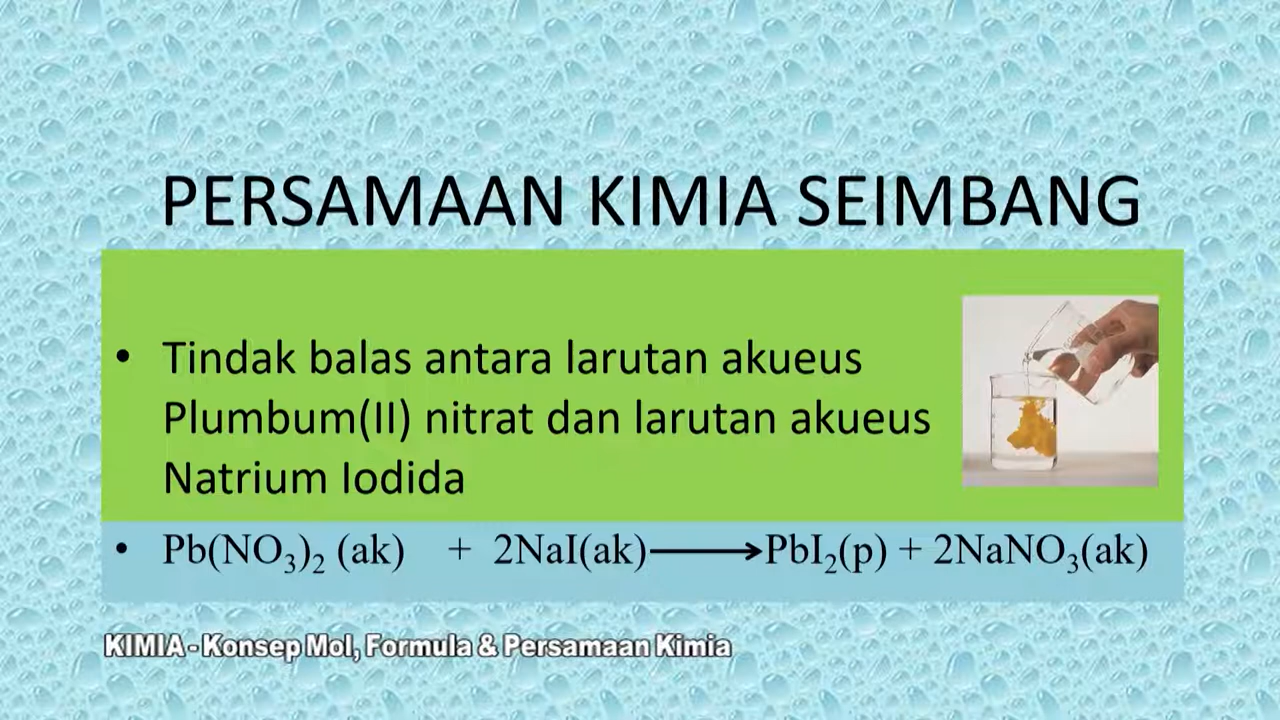 PERSAMAAN KIMIA SEIMBANG
• Tindak balas antara larutan akueus
Plumbum(II) nitrat dan larutan akueus
Natrium Iodida
• Pb(NO₃)₂ (ak) + 2NaI(ak)⟶PbI₂(p) + 2NaNO₃(ak)
KIMIA - Konsep Mol, Formula & Persamaan Kimia